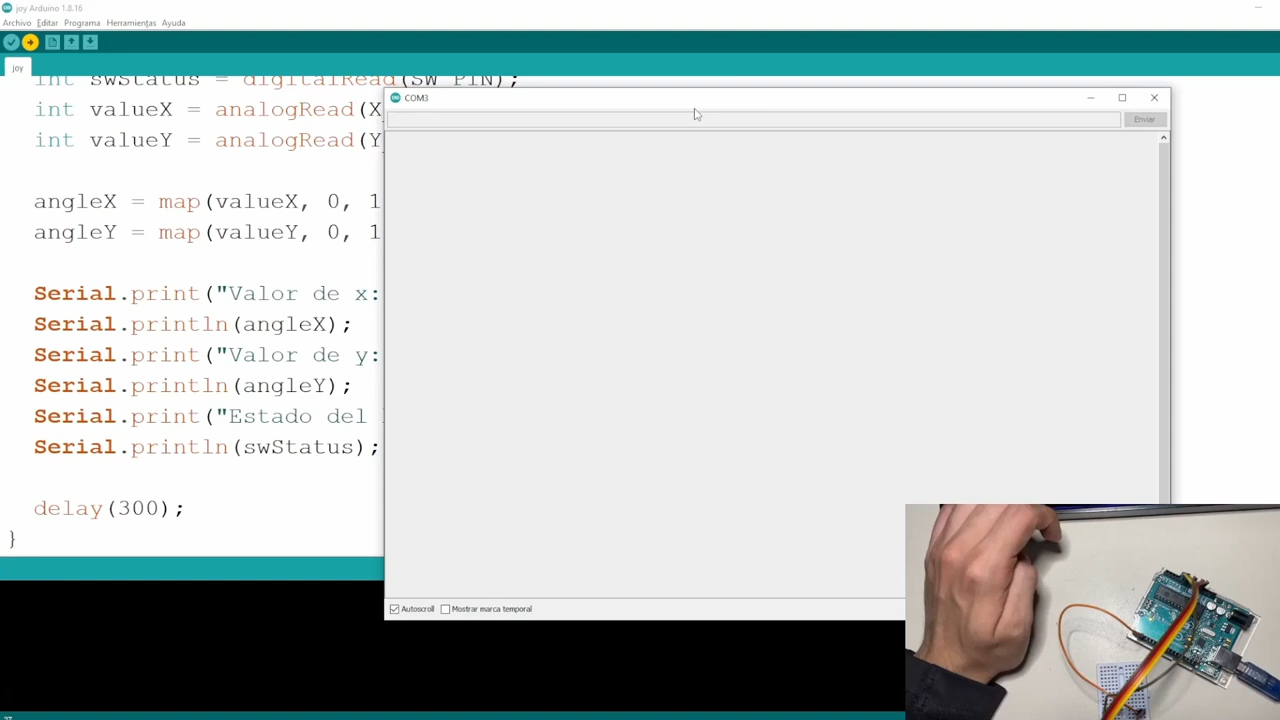 joy Arduino 1.8.16
Archivo Editar Programa Herramientas Ayuda
joy
int swStatus = digitalRead(SW_PIN);
int valueX = analogRead(X
int valueY = analogRead(Y
angleX = map(valueX, 0, 1
angleY = map(valueY, 0, 1
Serial.print("Valor de x:
Serial.println(angleX);
Serial.print("Valor de y:
Serial.println(angleY);
Serial.print("Estado del
Serial.println(swStatus);
delay(300);
}
COM3
Enviar
Autoscroll Mostrar marca temporal